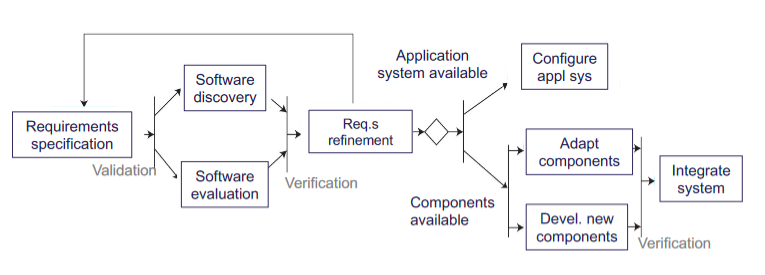 Requirements
specification
Validation
Software
discovery
Software
evaluation
Verification
Req.s
refinement
Application
system available
Configure
appl sys
Components
available
Adapt
components
Devel. new
components
Verification
Integrate
system